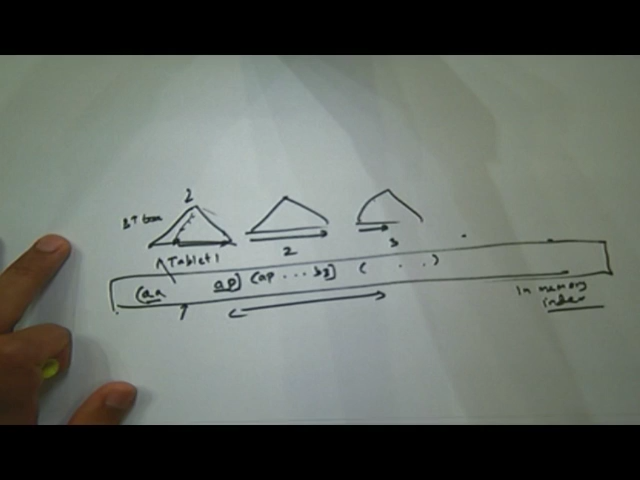 2
B+ tree
Tablet 1
2
3
(aa ap] (ap ... bz] ( . . . )
In memory
index